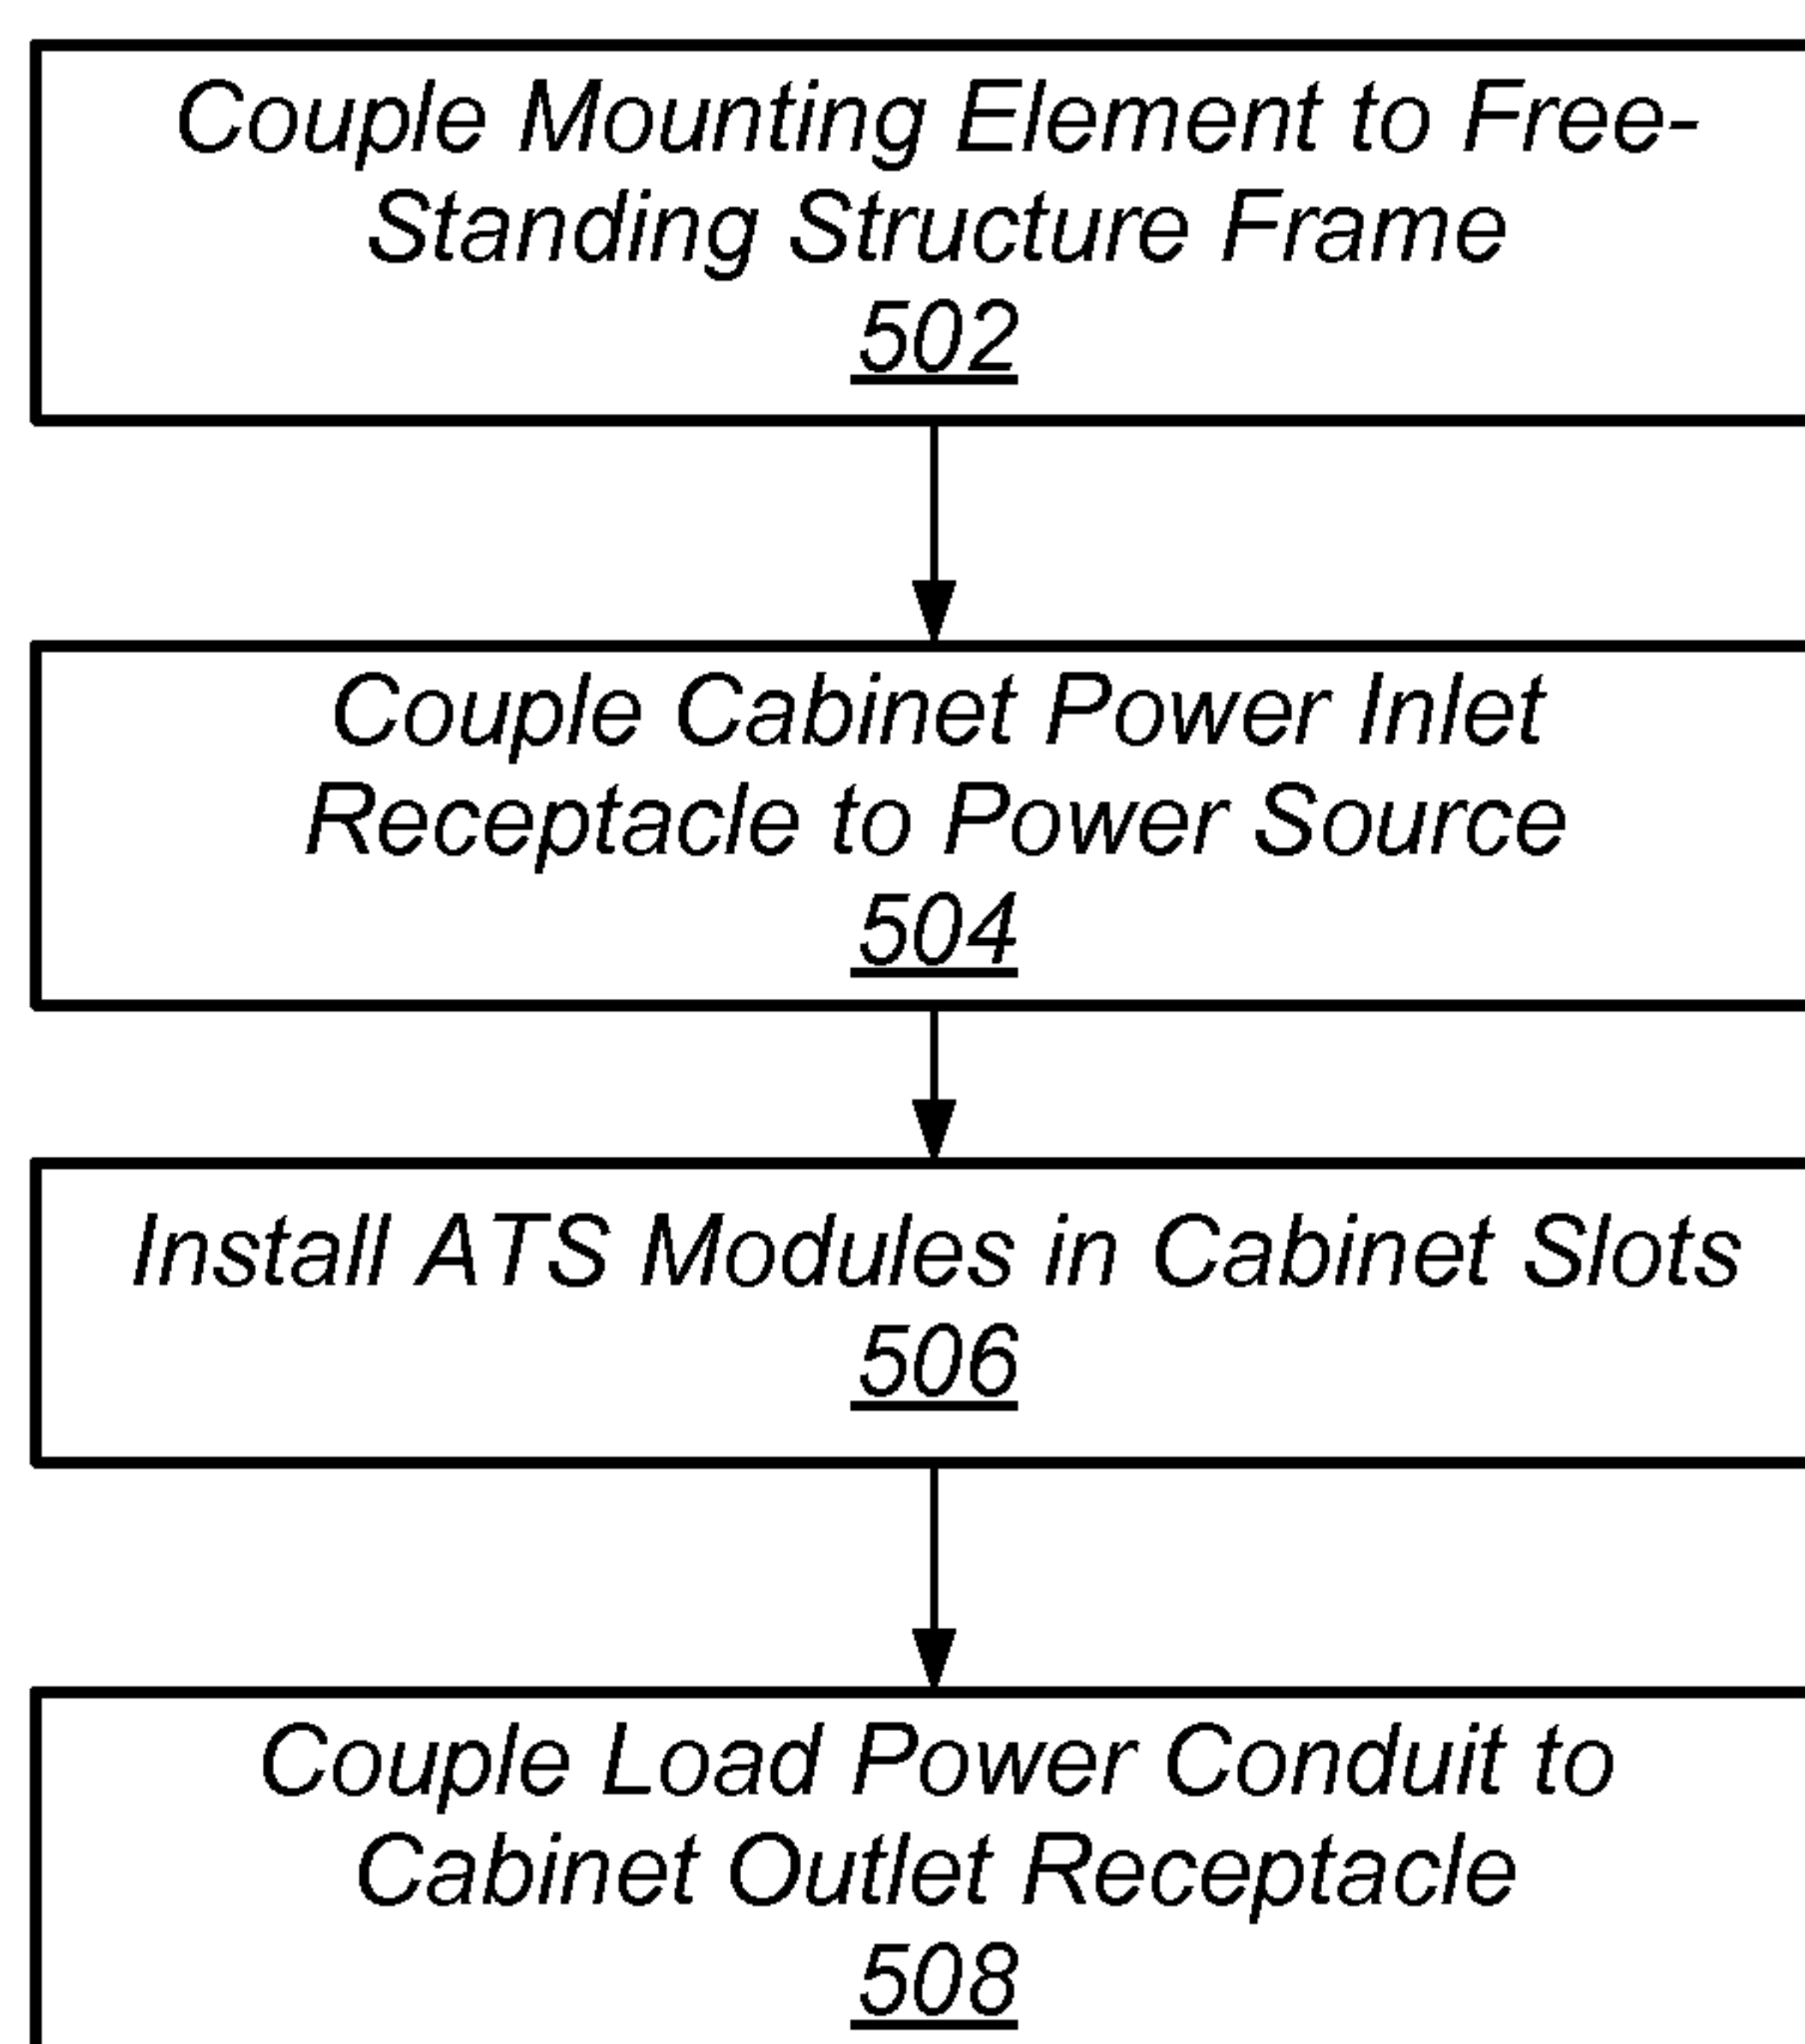 Couple Mounting Element to Free-
Standing Structure Frame
502
Couple Cabinet Power Inlet
Receptacle to Power Source
504
Install ATS Modules in Cabinet Slots
506
Couple Load Power Conduit to
Cabinet Outlet Receptacle
508